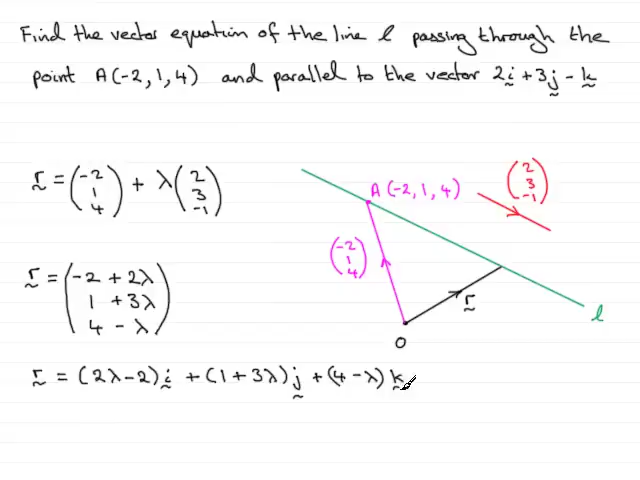 Find the vector equation of the line l passing through the
point A(-2, 1, 4) and parallel to the vector 2i + 3j - k
r = (-2 1 4) + λ(2 3 -1)
A(-2, 1, 4)
(2 3 -1)
(-2 1 4)
r = (-2 + 2λ
1 + 3λ
4 - λ)
r
l
O
r = (2λ-2)i + (1+3λ)j + (4-λ)k